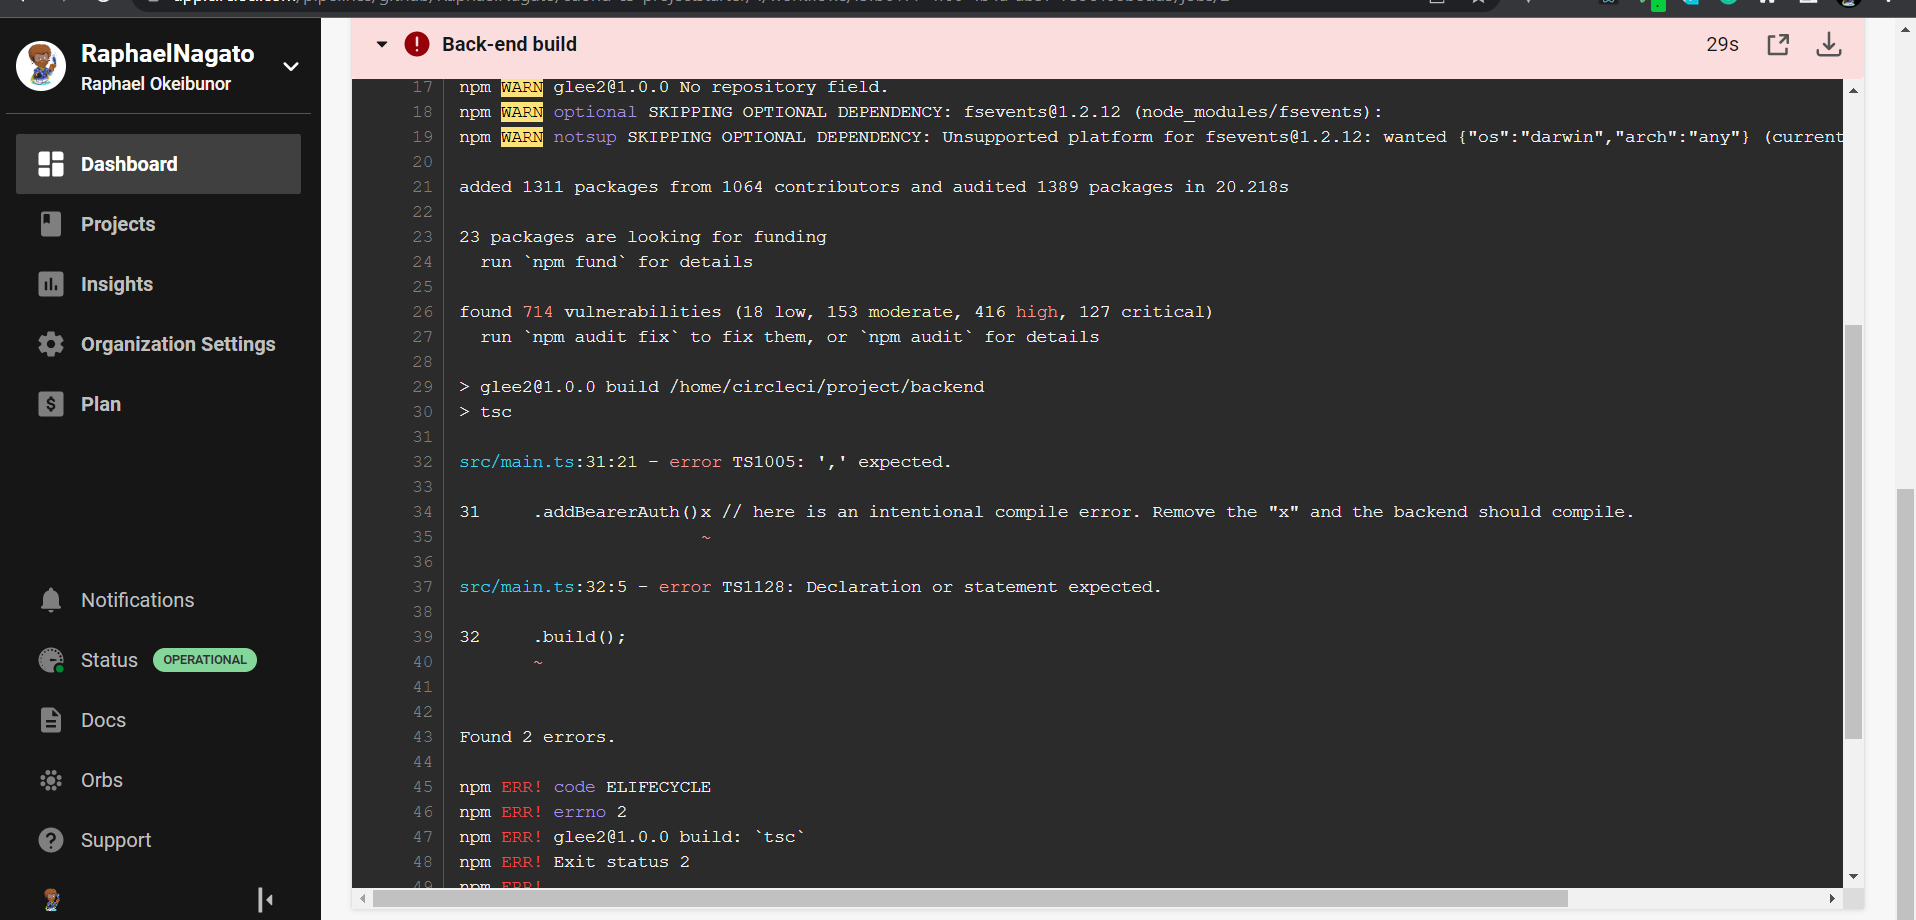 RaphaelNagato
Raphael Okeibunor
Dashboard
Projects
Insights
Organization Settings
Plan
Notifications
Status OPERATIONAL
Docs
Orbs
Support
Back-end build 29s
17 npm WARN glee2@1.0.0 No repository field.
18 npm WARN optional SKIPPING OPTIONAL DEPENDENCY: fsevents@1.2.12 (node_modules/fsevents):
19 npm WARN notsup SKIPPING OPTIONAL DEPENDENCY: Unsupported platform for fsevents@1.2.12: wanted {"os":"darwin","arch":"any"} (current
20
21 added 1311 packages from 1064 contributors and audited 1389 packages in 20.218s
22
23 23 packages are looking for funding
24 run `npm fund` for details
25
26 found 714 vulnerabilities (18 low, 153 moderate, 416 high, 127 critical)
27 run `npm audit fix` to fix them, or `npm audit` for details
28
29 > glee2@1.0.0 build /home/circleci/project/backend
30 > tsc
31
32 src/main.ts:31:21 - error TS1005: ',' expected.
33
34 31 .addBearerAuth()x // here is an intentional compile error. Remove the "x" and the backend should compile.
35 ~
36
37 src/main.ts:32:5 - error TS1128: Declaration or statement expected.
38
39 32 .build();
40 ~
41
42
43 Found 2 errors.
44
45 npm ERR! code ELIFECYCLE
46 npm ERR! errno 2
47 npm ERR! glee2@1.0.0 build: `tsc`
48 npm ERR! Exit status 2
49 npm ERR!